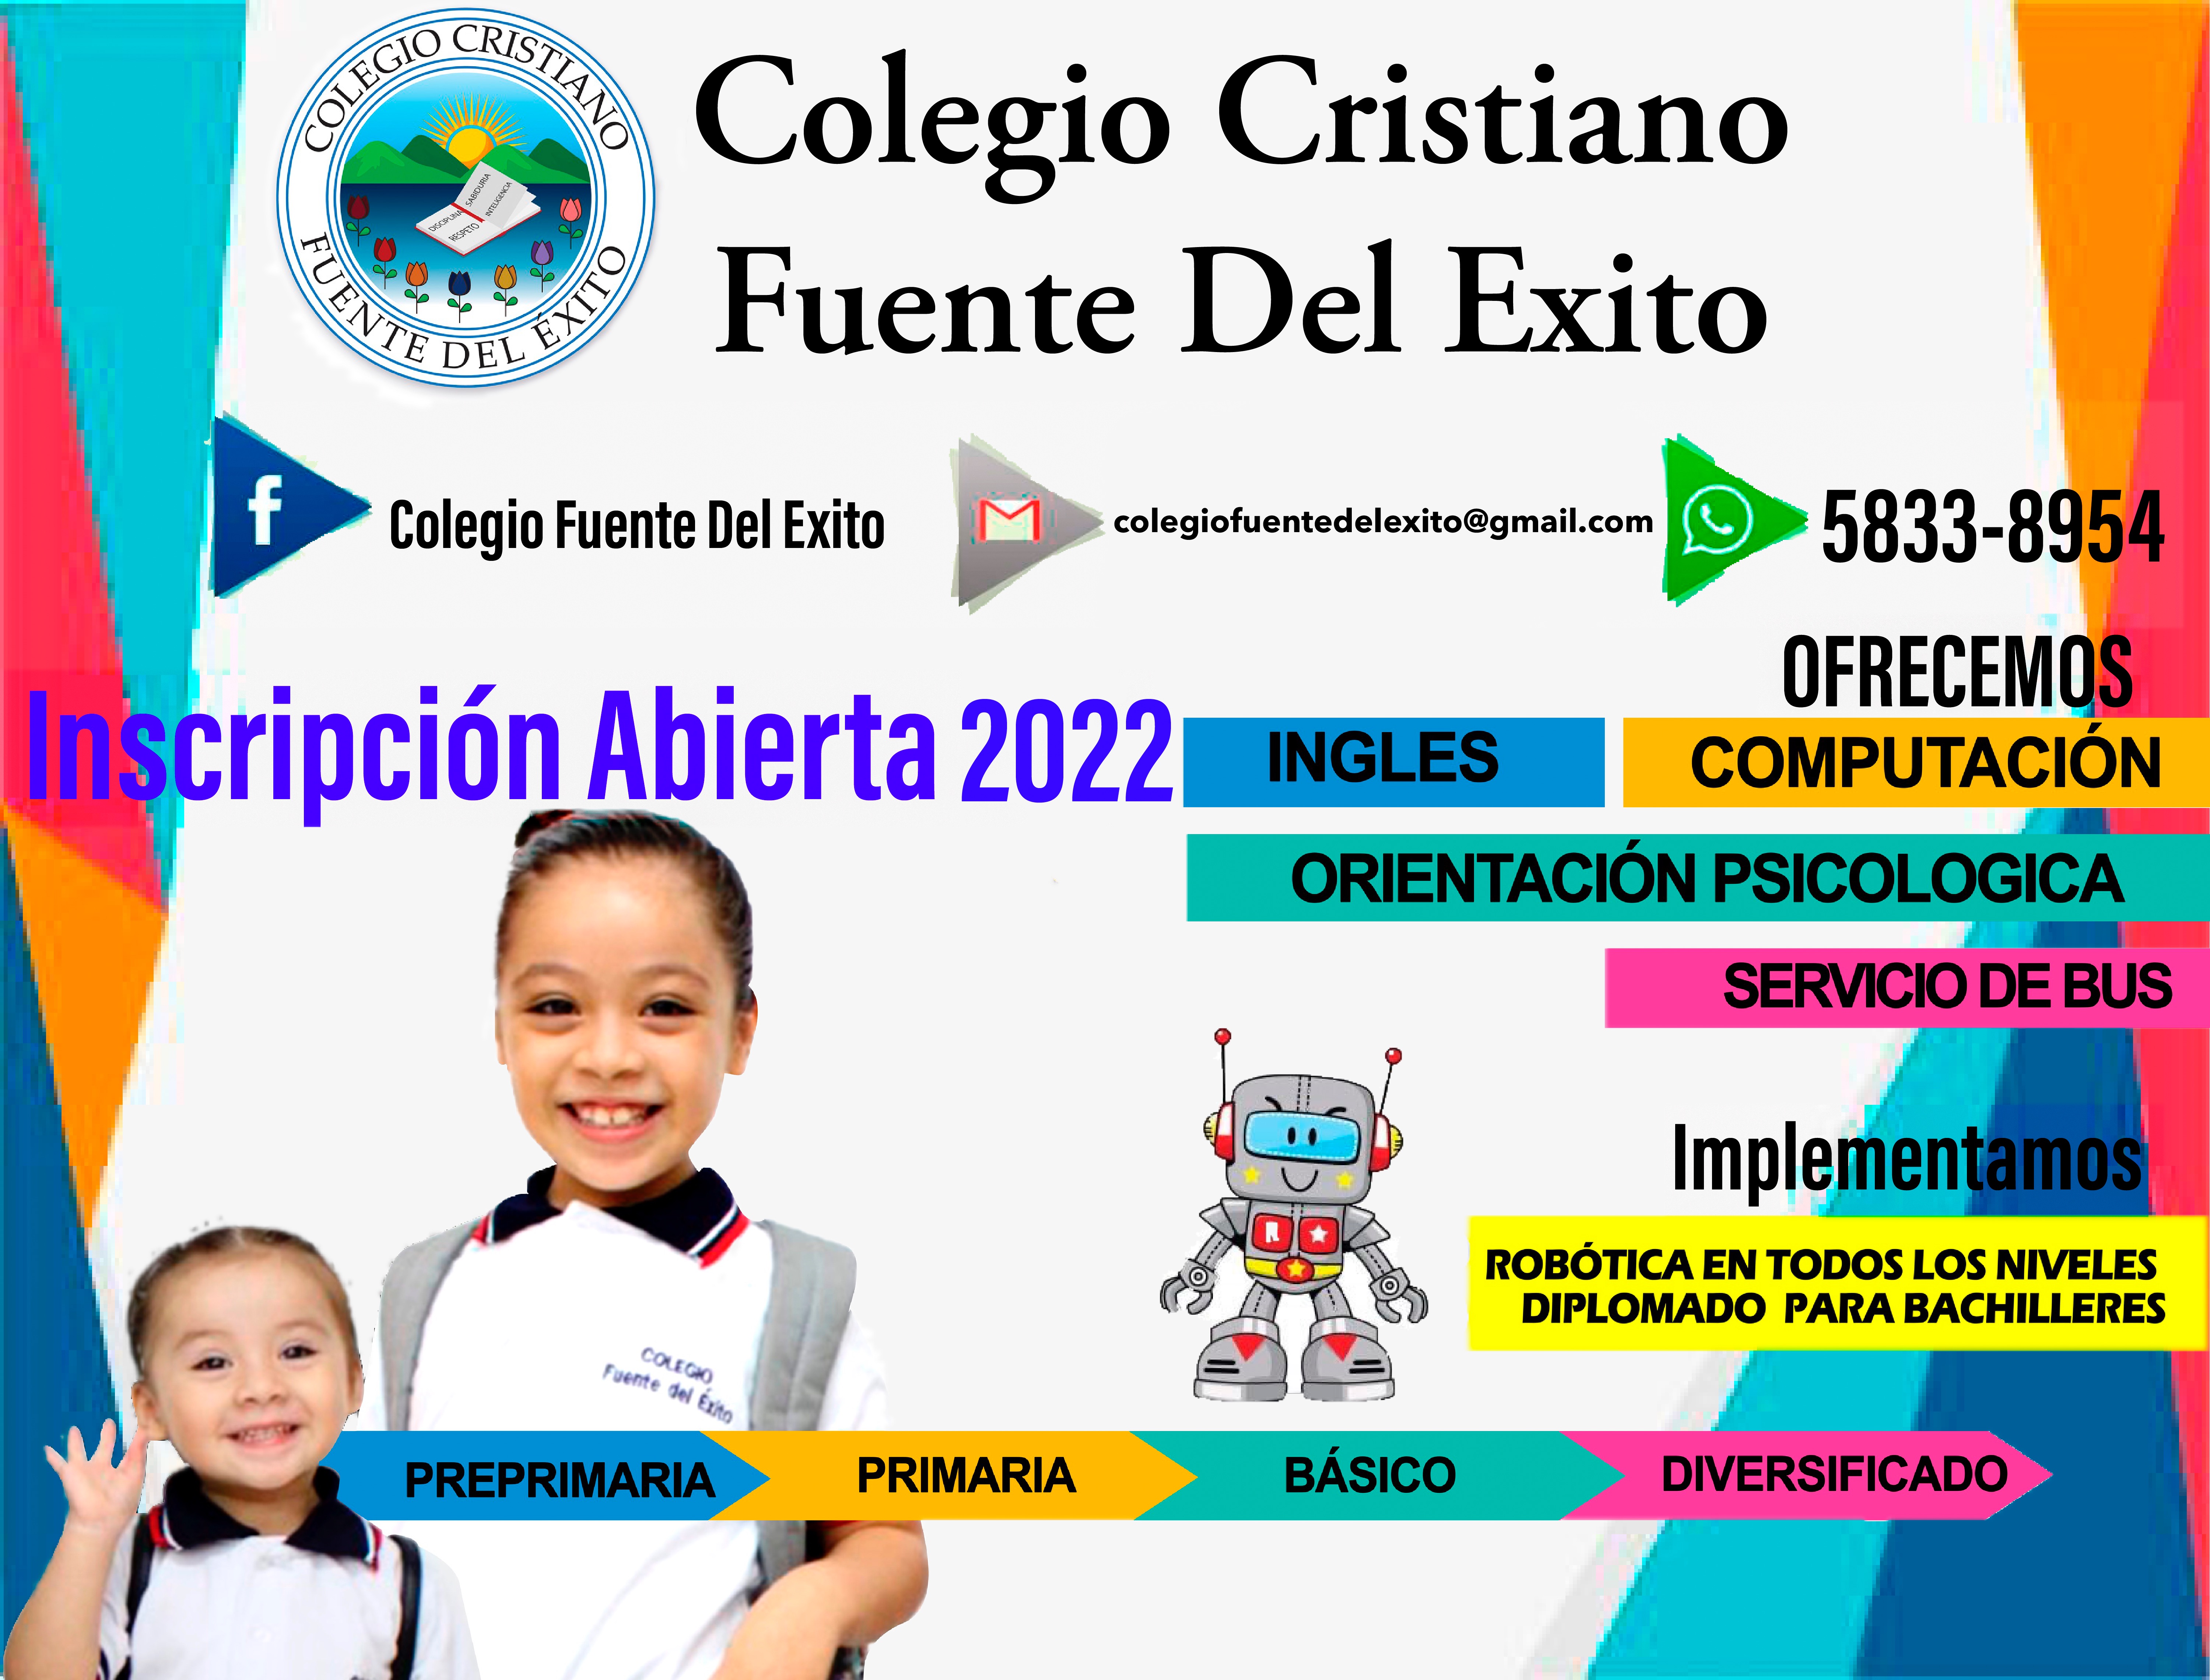 COLEGIO CRISTIANO
FUENTE DEL ÉXITO
DISCIPLINA
SABIDURIA
RESPETO
INTELIGENCIA
Colegio Cristiano
Fuente Del Exito
f
Colegio Fuente Del Exito
colegiofuentedelexito@gmail.com
5833-8954
OFRECEMOS
Inscripción Abierta 2022
INGLES
COMPUTACIÓN
ORIENTACIÓN PSICOLOGICA
SERVICIO DE BUS
Implementamos
R
ROBÓTICA EN TODOS LOS NIVELES
DIPLOMADO PARA BACHILLERES
COLEGIO
Fuente del Éxito
PREPRIMARIA
PRIMARIA
BÁSICO
DIVERSIFICADO